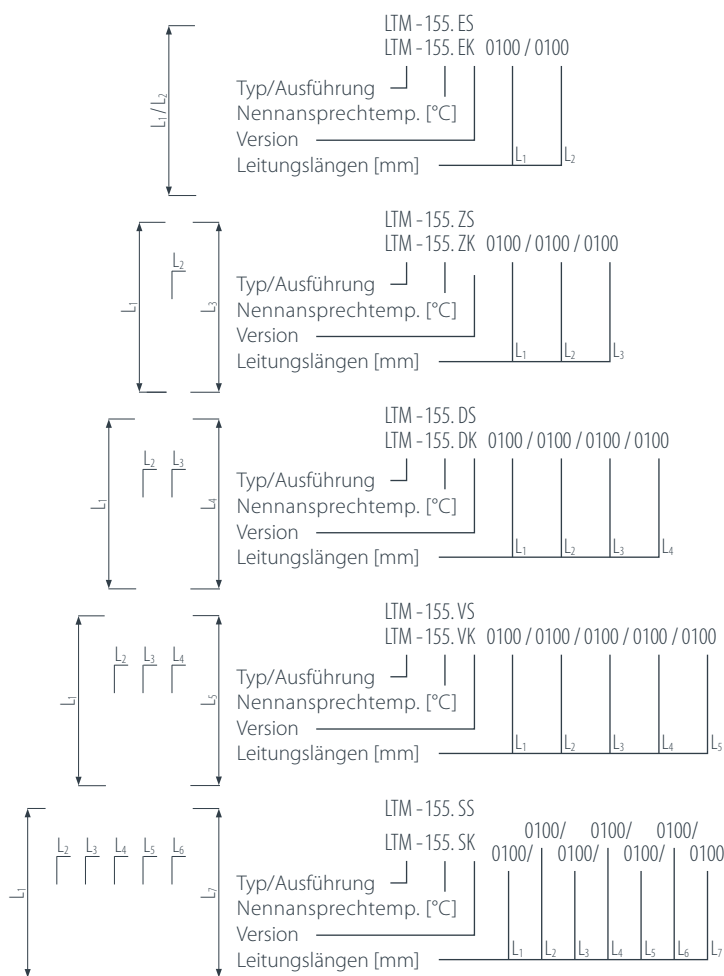 LTM - 155. ES
LTM - 155. EK 0100 / 0100
L₁ / L₂
Typ/Ausführung
Nennansprechtemp. [°C]
Version
Leitungslängen [mm]
L₁ L₂
LTM - 155. ZS
LTM - 155. ZK 0100 / 0100 / 0100
L₁ L₂ L₃
Typ/Ausführung
Nennansprechtemp. [°C]
Version
Leitungslängen [mm]
L₁ L₂ L₃
LTM - 155. DS
LTM - 155. DK 0100 / 0100 / 0100 / 0100
L₁ L₂ L₃ L₄
Typ/Ausführung
Nennansprechtemp. [°C]
Version
Leitungslängen [mm]
L₁ L₂ L₃ L₄
LTM - 155. VS
LTM - 155. VK 0100 / 0100 / 0100 / 0100 / 0100
L₁ L₂ L₃ L₄ L₅
Typ/Ausführung
Nennansprechtemp. [°C]
Version
Leitungslängen [mm]
L₁ L₂ L₃ L₄ L₅
LTM - 155. SS
LTM - 155. SK
0100/ 0100/ 0100/
0100/ 0100/ 0100/ 0100
L₁ L₂ L₃ L₄ L₅ L₆ L₇
Typ/Ausführung
Nennansprechtemp. [°C]
Version
Leitungslängen [mm]
L₁ L₂ L₃ L₄ L₅ L₆ L₇